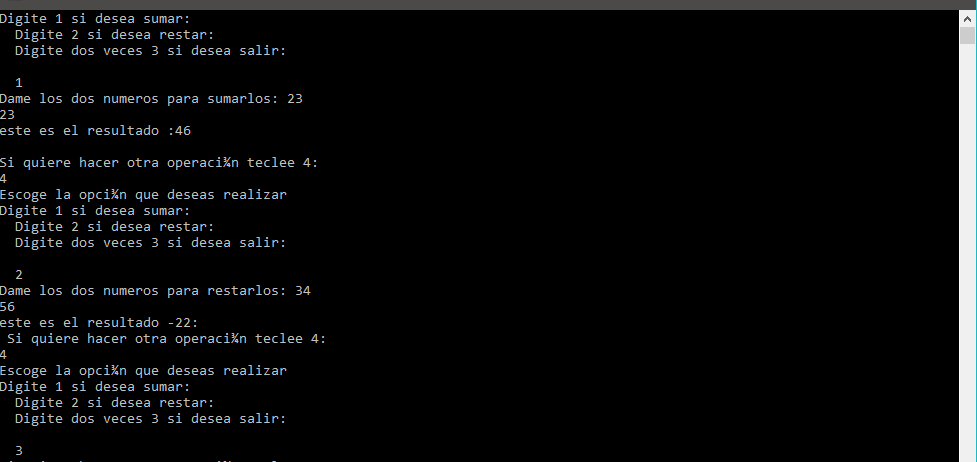 Digite 1 si desea sumar:
Digite 2 si desea restar:
Digite dos veces 3 si desea salir:
1
Dame los dos numeros para sumarlos: 23
23
este es el resultado :46
Si quiere hacer otra operaci¾n teclee 4:
4
Escoge la opci¾n que deseas realizar
Digite 1 si desea sumar:
Digite 2 si desea restar:
Digite dos veces 3 si desea salir:
2
Dame los dos numeros para restarlos: 34
56
este es el resultado -22:
Si quiere hacer otra operaci¾n teclee 4:
4
Escoge la opci¾n que deseas realizar
Digite 1 si desea sumar:
Digite 2 si desea restar:
Digite dos veces 3 si desea salir:
3